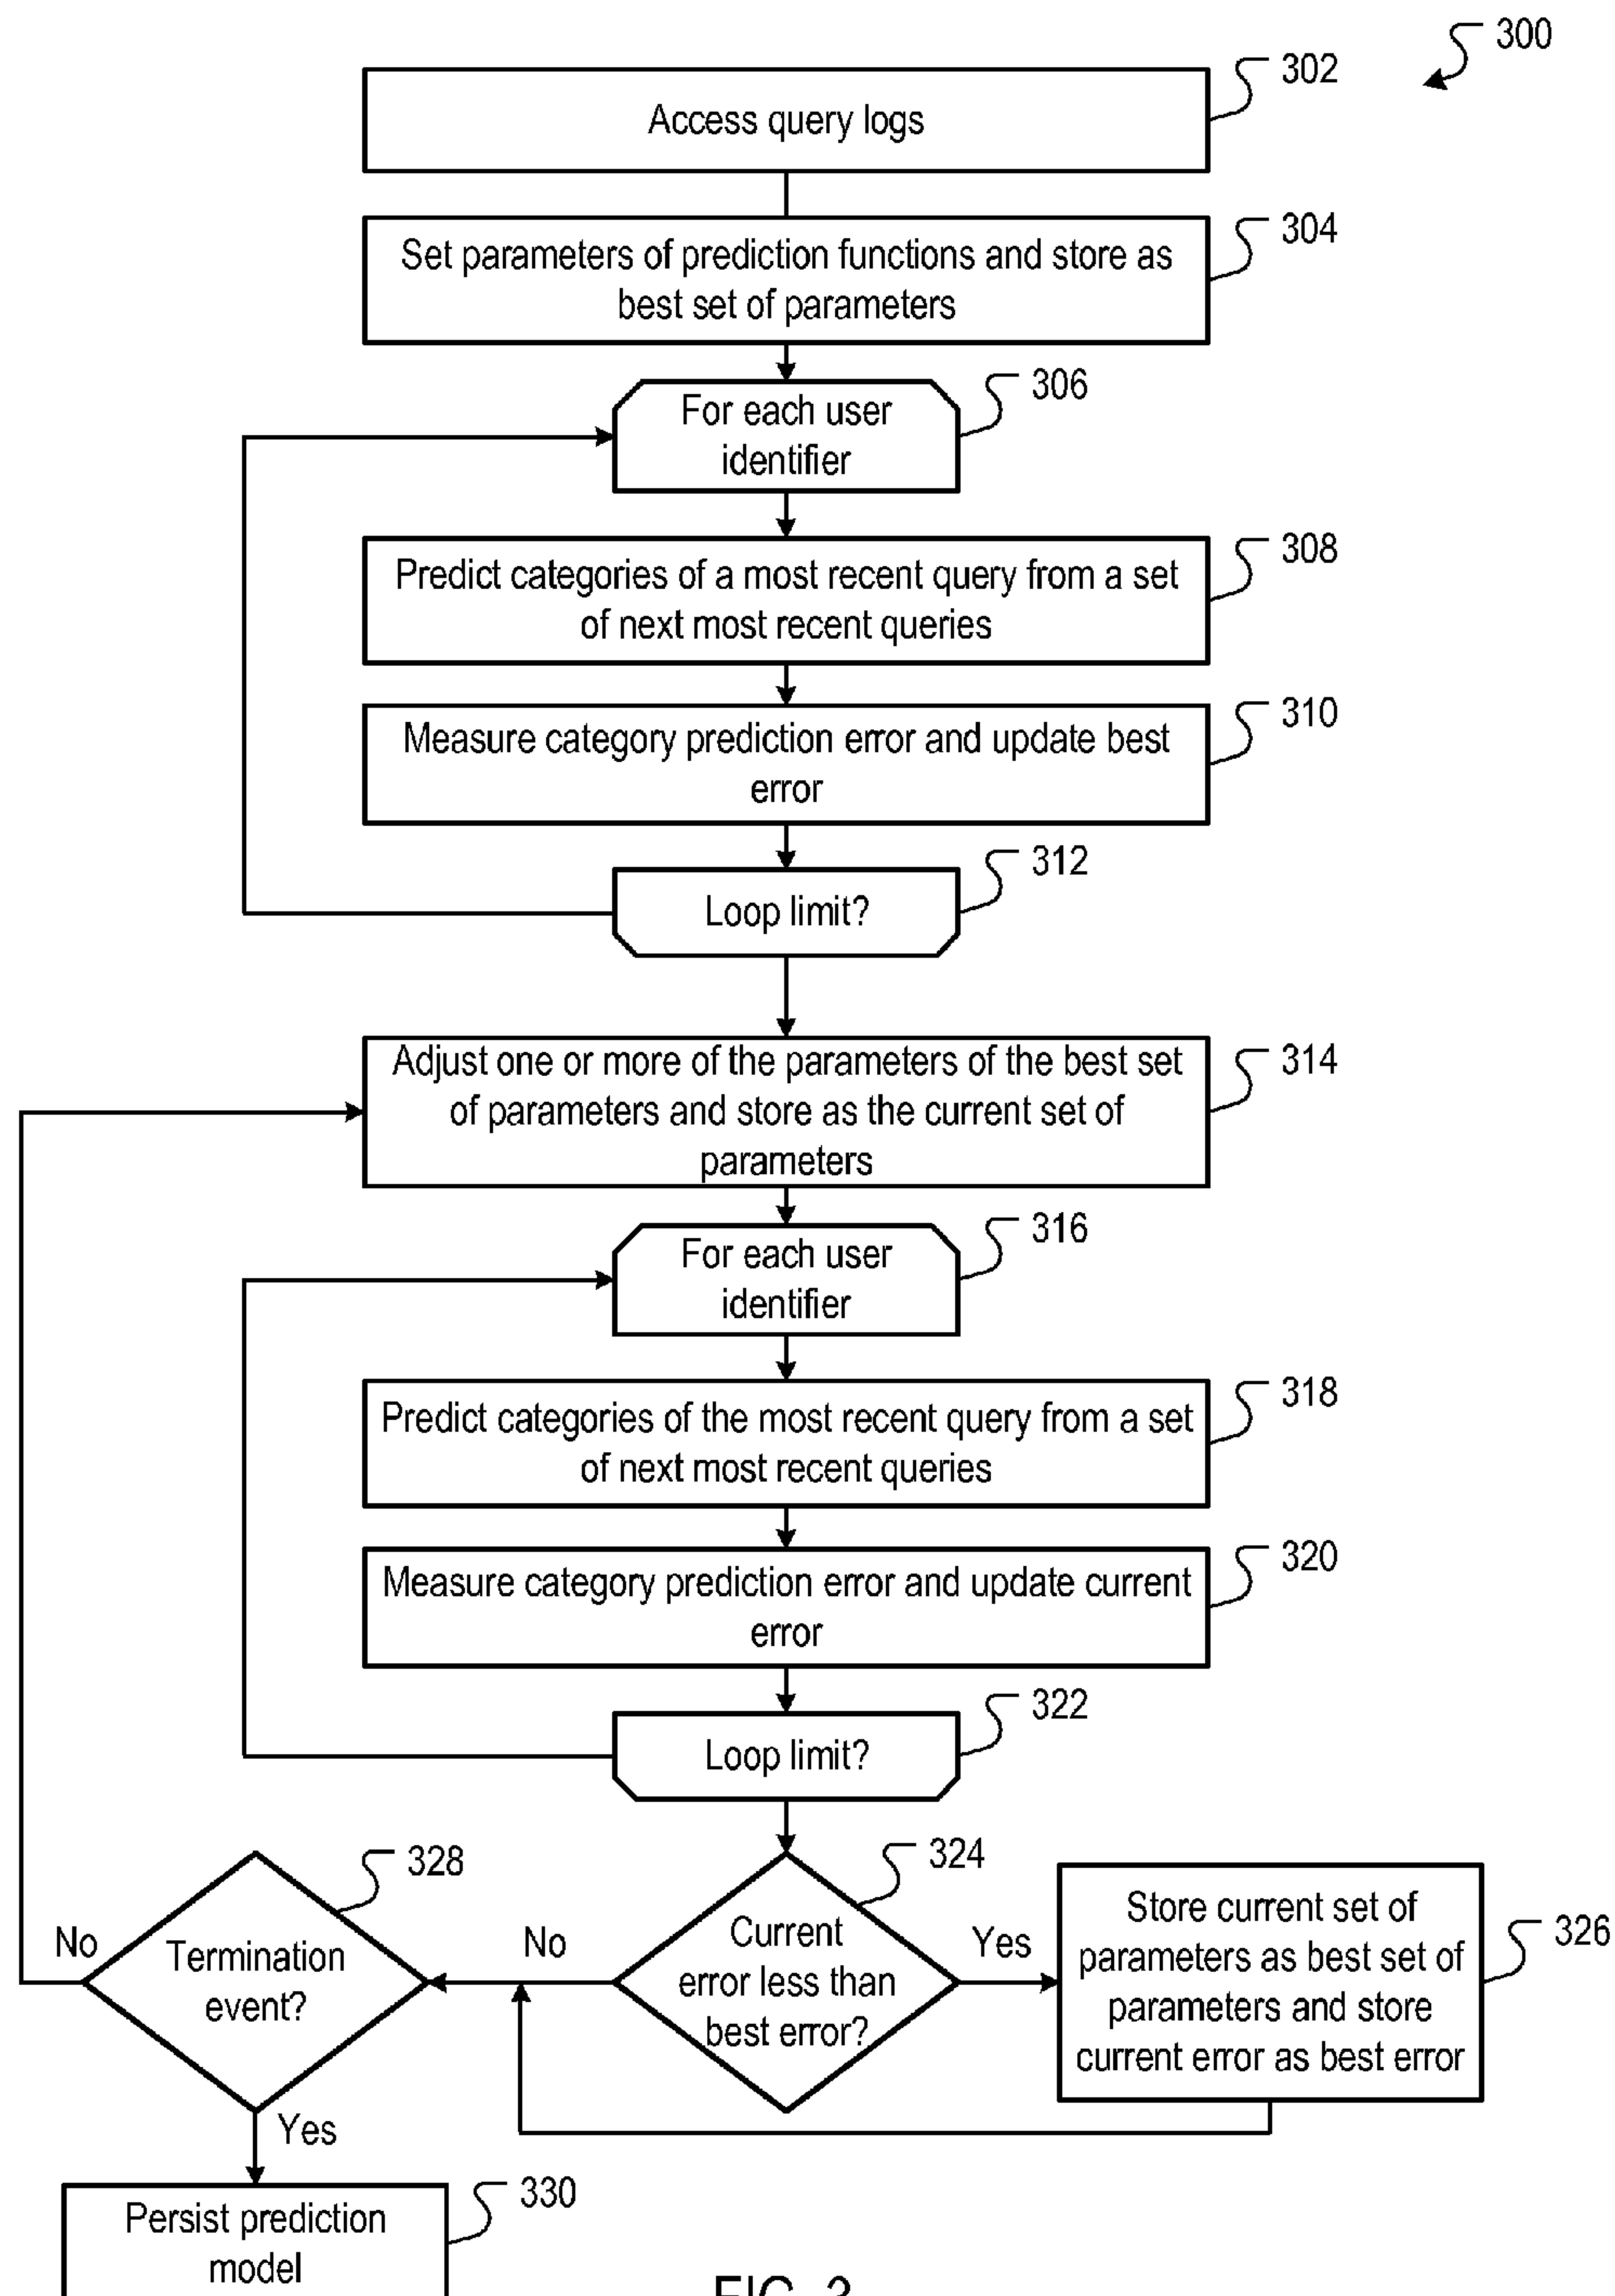 300
302
Access query logs
304
Set parameters of prediction functions and store as
best set of parameters
306
For each user
identifier
308
Predict categories of a most recent query from a set
of next most recent queries
310
Measure category prediction error and update best
error
312
Loop limit?
314
Adjust one or more of the parameters of the best set
of parameters and store as the current set of
parameters
316
For each user
identifier
318
Predict categories of the most recent query from a set
of next most recent queries
320
Measure category prediction error and update current
error
322
Loop limit?
324
Current
error less than
best error?
Yes
326
Store current set of
parameters as best set of
parameters and store
current error as best error
No
328
Termination
event?
No
Yes
330
Persist prediction
model
FIG. 3